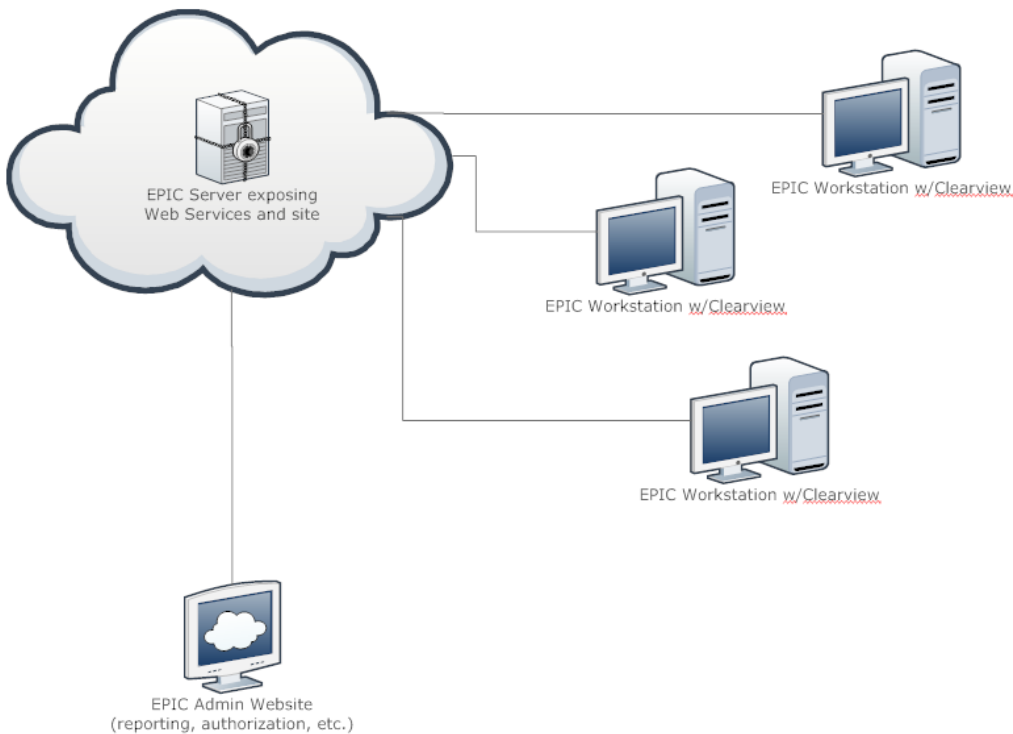 EPIC Server exposing
Web Services and site
EPIC Workstation w/Clearview
EPIC Workstation w/Clearview
EPIC Workstation w/Clearview
EPIC Admin Website
(reporting, authorization, etc.)